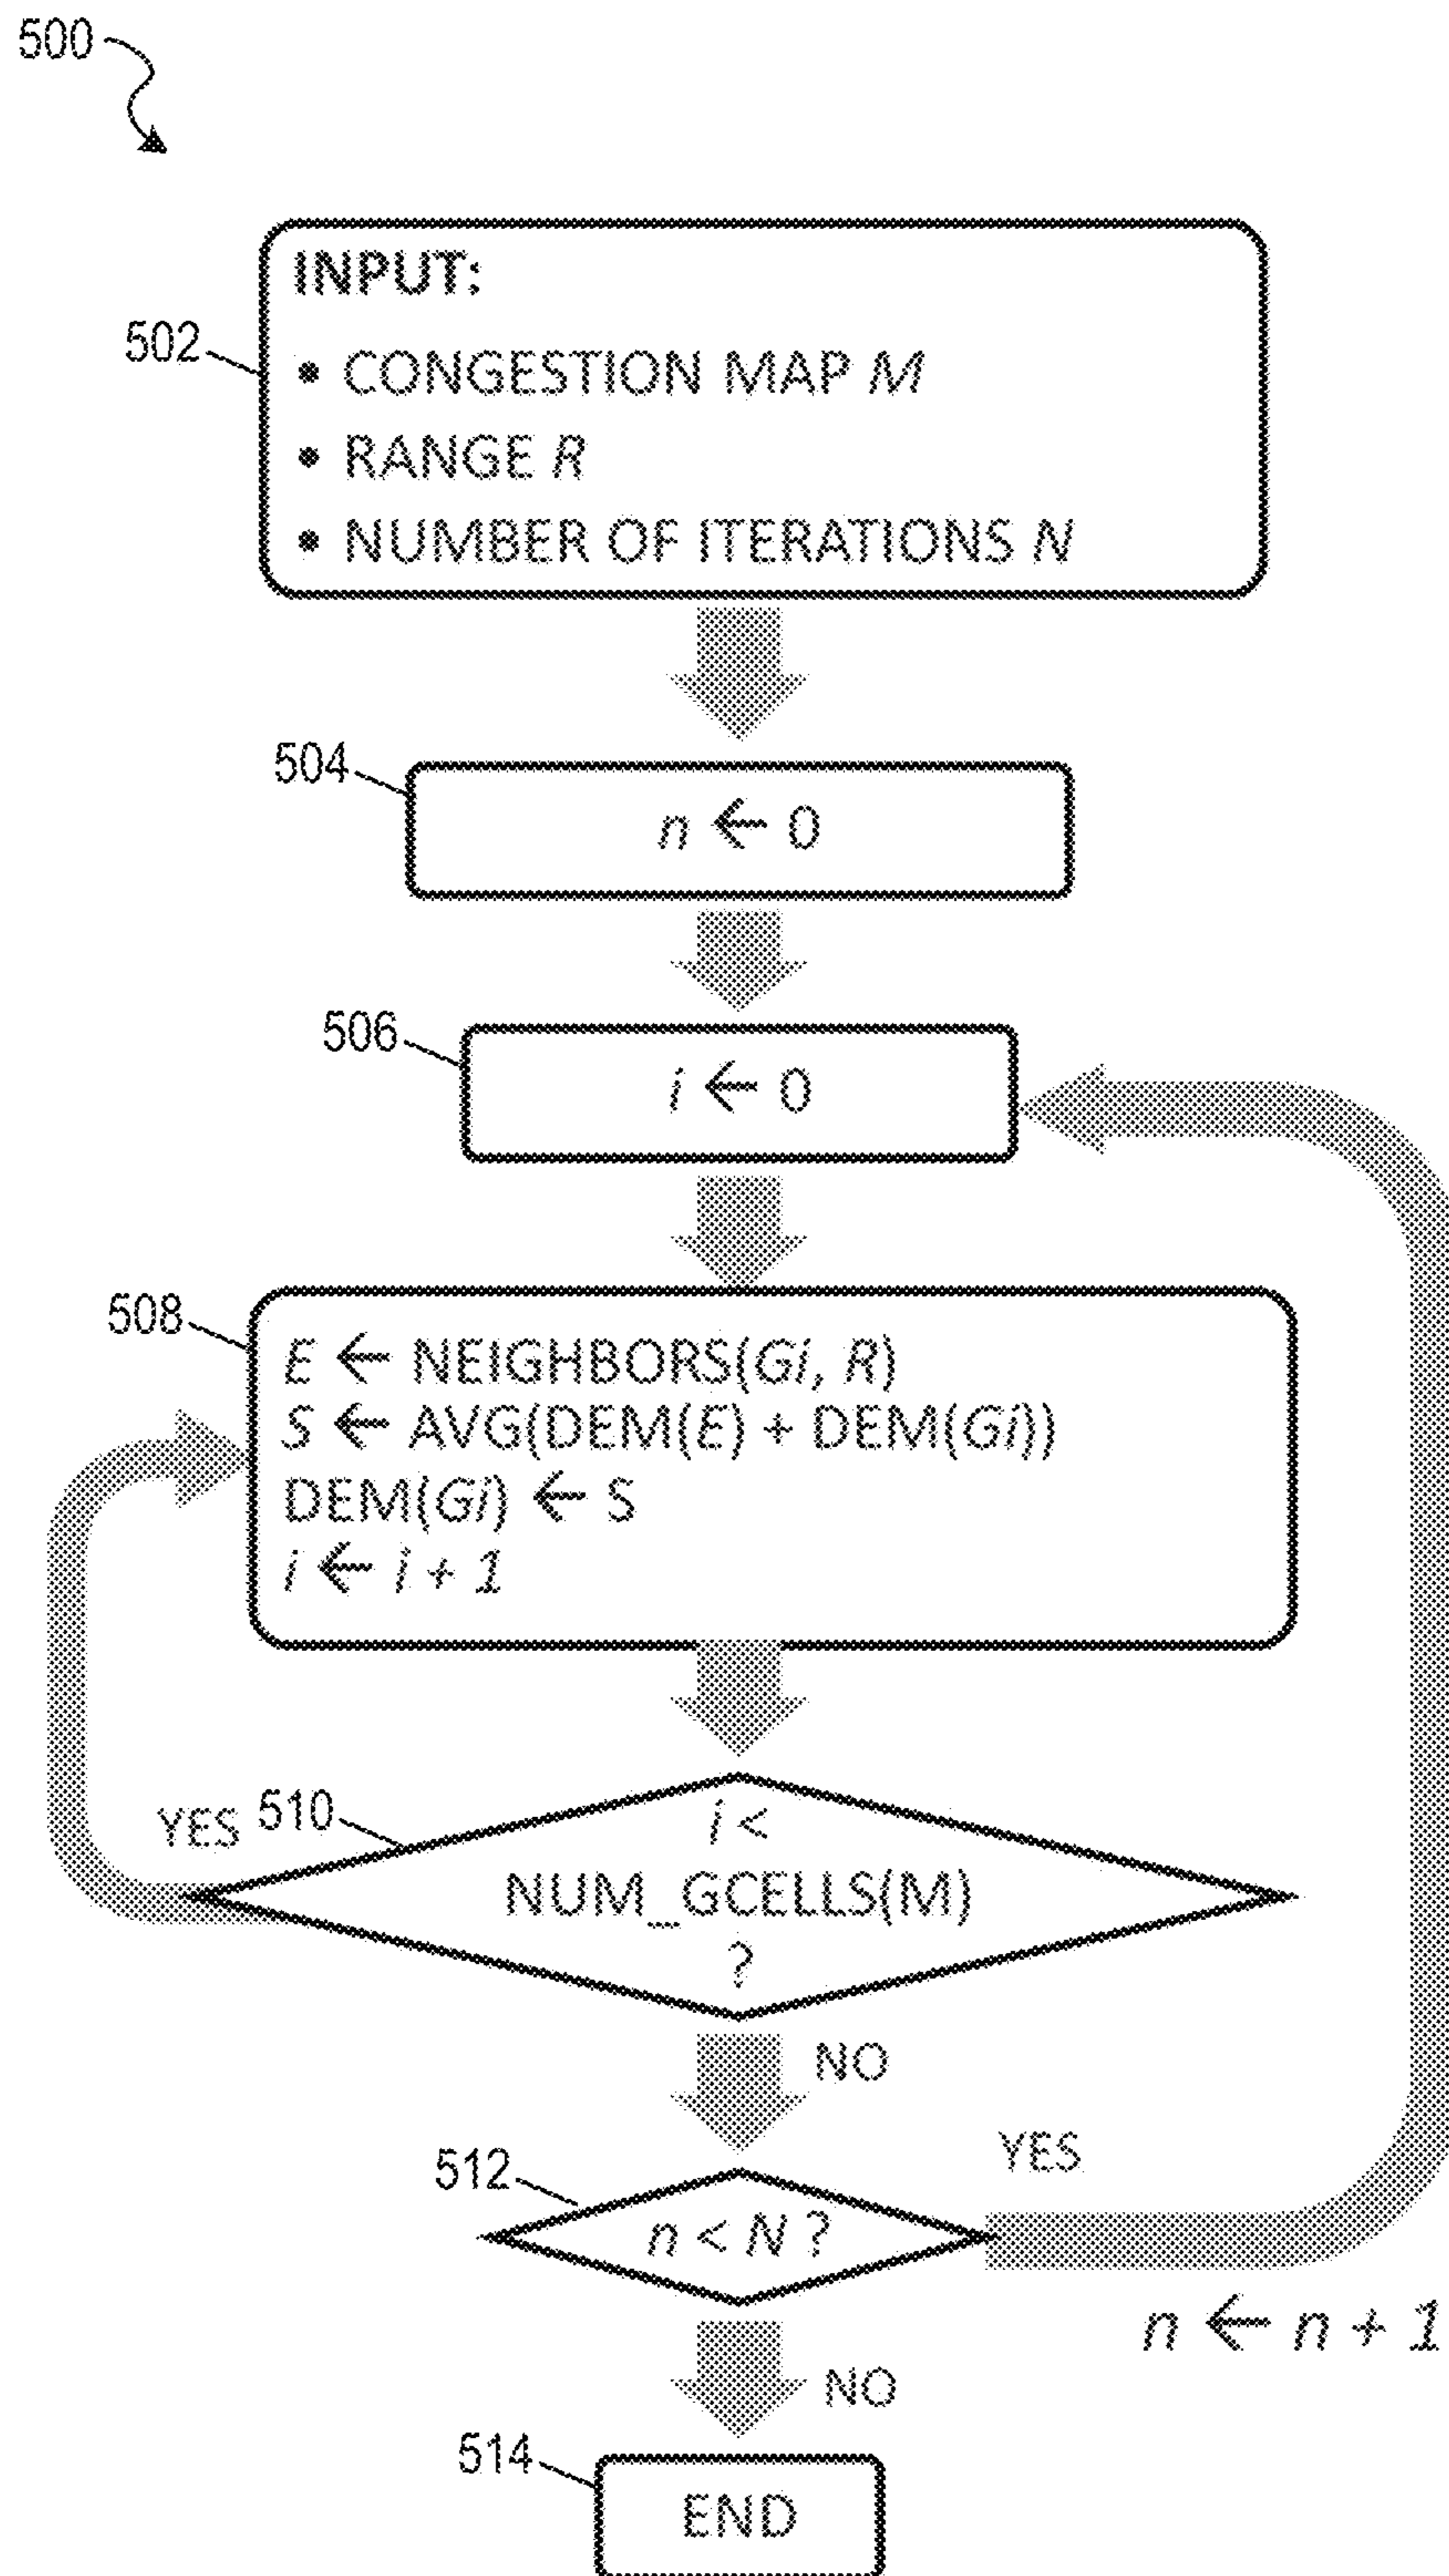 500
502
INPUT:
• CONGESTION MAP M
• RANGE R
• NUMBER OF ITERATIONS N
504
n ← 0
506
i ← 0
508
E ← NEIGHBORS(Gi, R)
S ← AVG(DEM(E) + DEM(Gi))
DEM(Gi) ← S
i ← i + 1
YES
510
i <
NUM_GCELLS(M)
?
NO
512
n < N ?
YES
n ← n + 1
NO
514
END